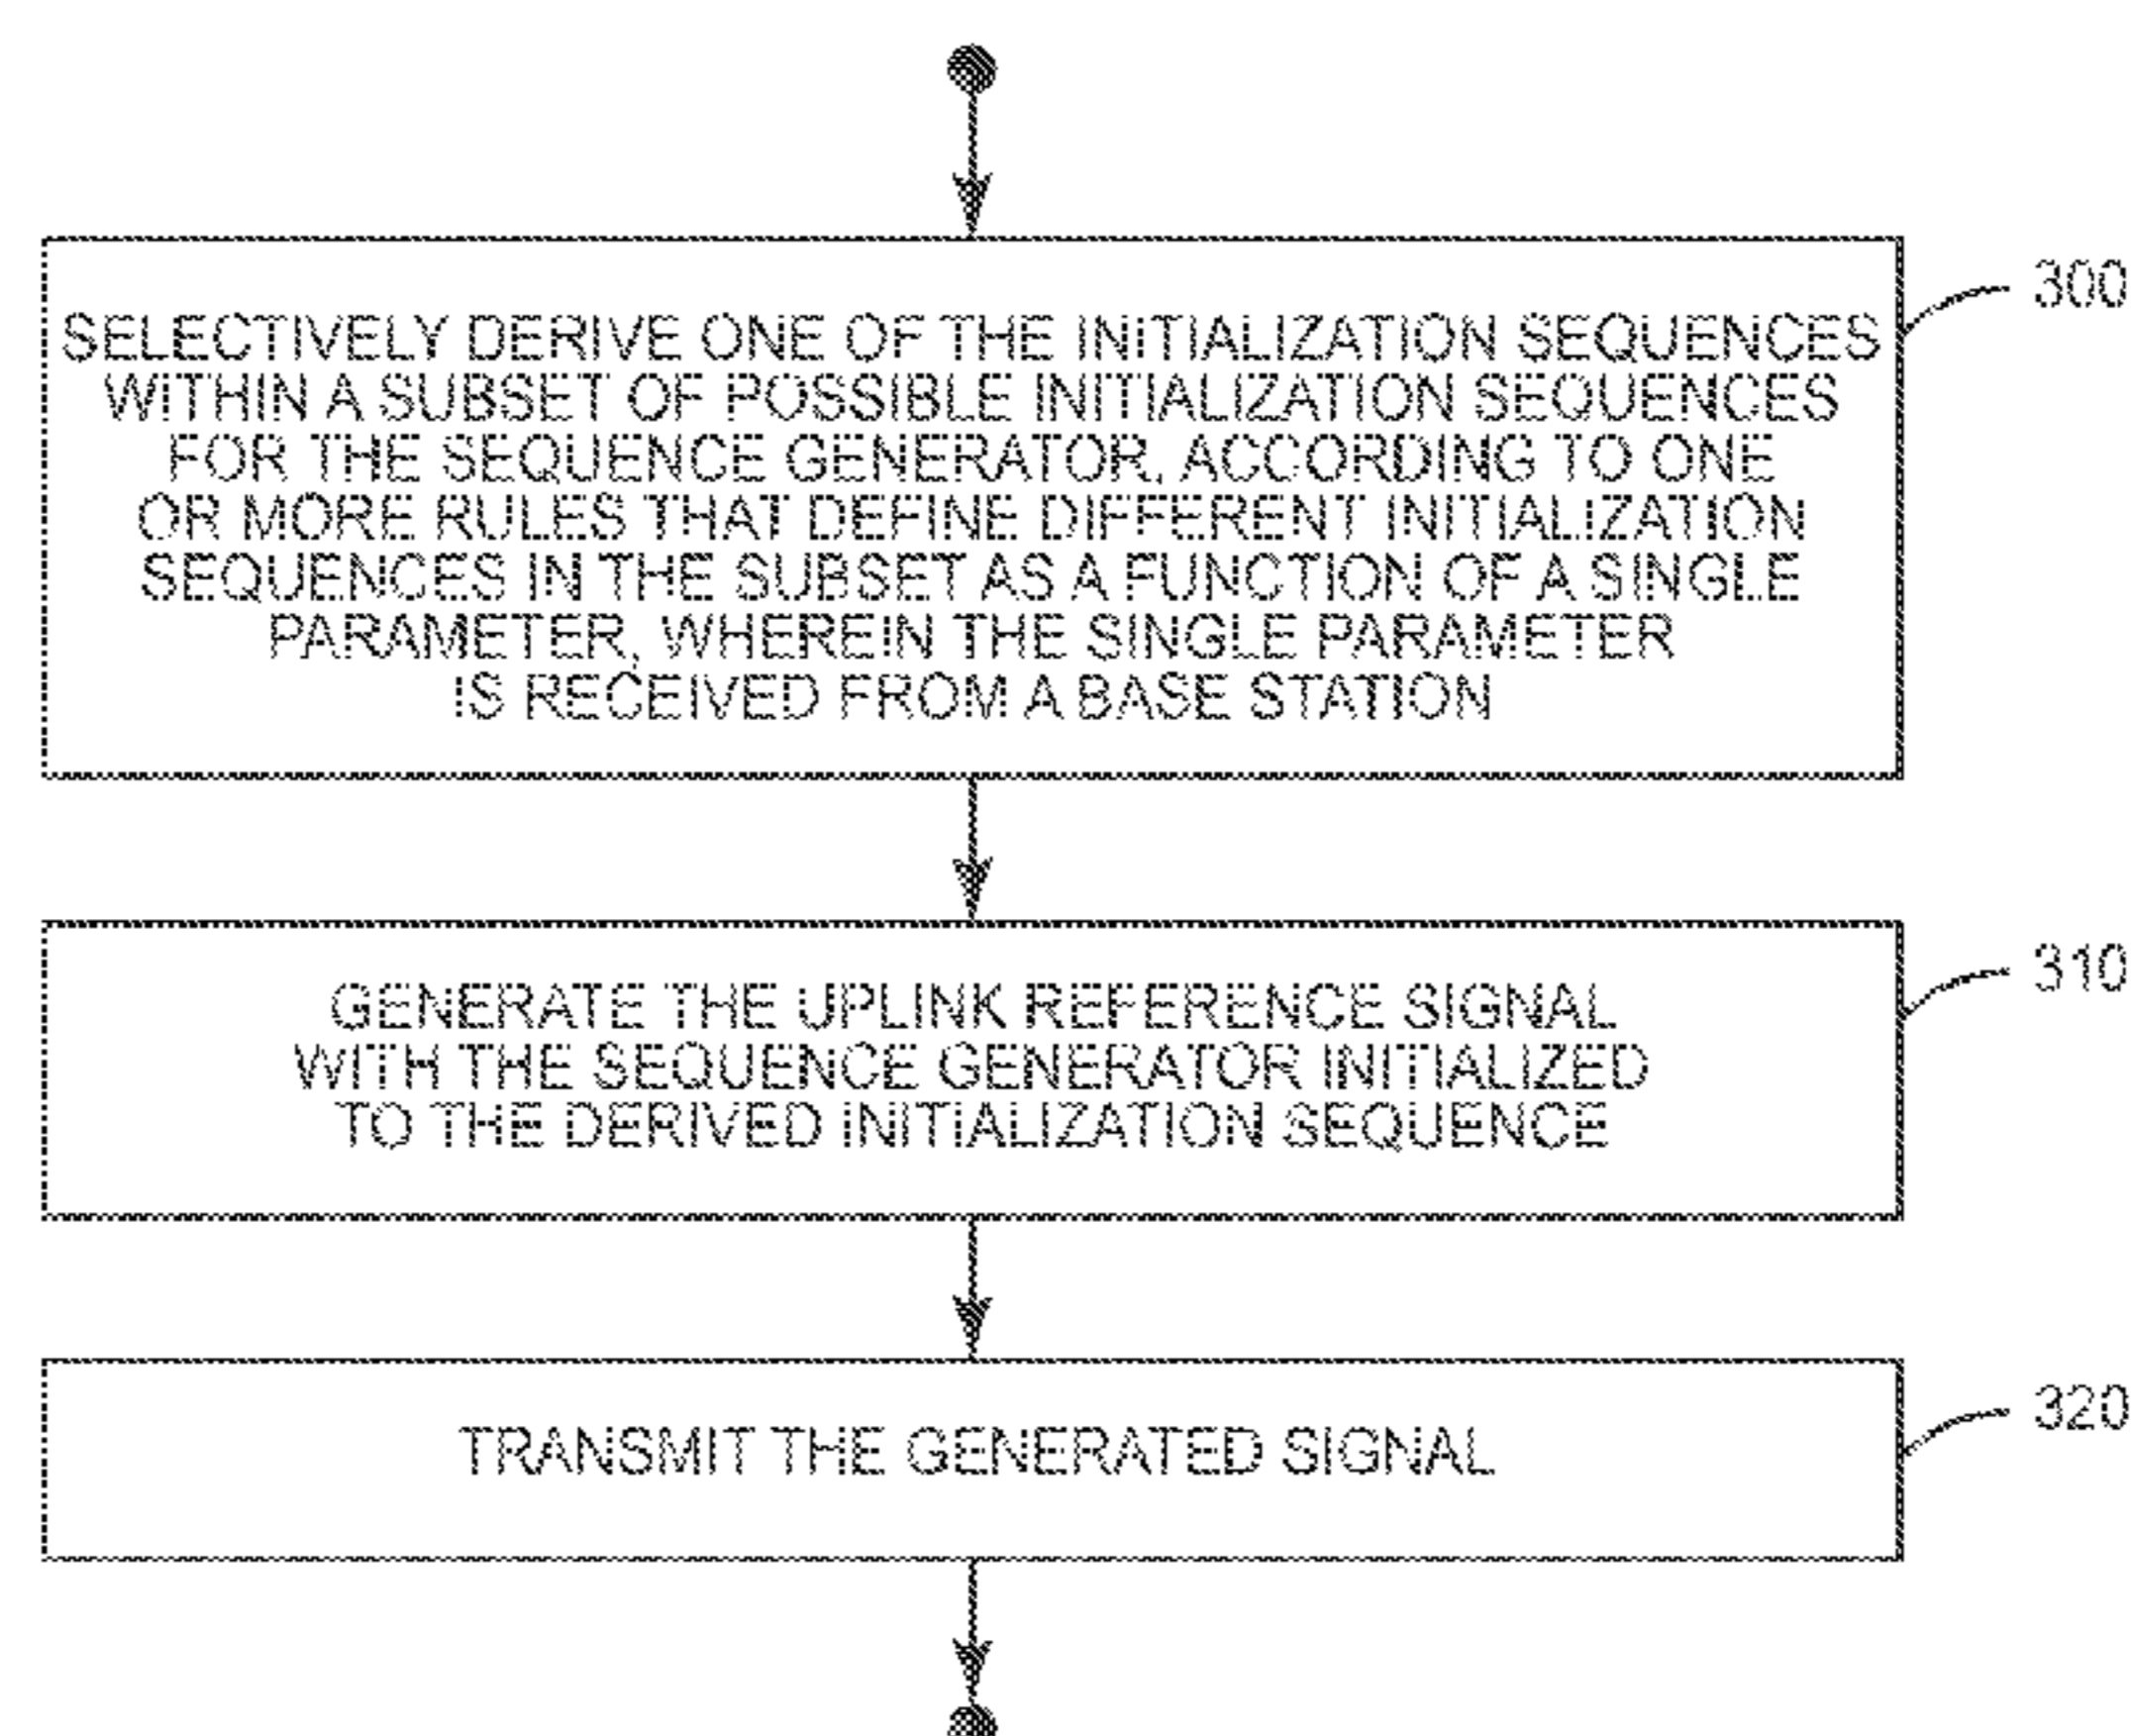 SELECTIVELY DERIVE ONE OF THE INITIALIZATION SEQUENCES
WITHIN A SUBSET OF POSSIBLE INITIALIZATION SEQUENCES
FOR THE SEQUENCE GENERATOR, ACCORDING TO ONE
OR MORE RULES THAT DEFINE DIFFERENT INITIALIZATION
SEQUENCES IN THE SUBSET AS A FUNCTION OF A SINGLE
PARAMETER, WHEREIN THE SINGLE PARAMETER
IS RECEIVED FROM A BASE STATION
300
GENERATE THE UPLINK REFERENCE SIGNAL
WITH THE SEQUENCE GENERATOR INITIALIZED
TO THE DERIVED INITIALIZATION SEQUENCE
310
TRANSMIT THE GENERATED SIGNAL
320